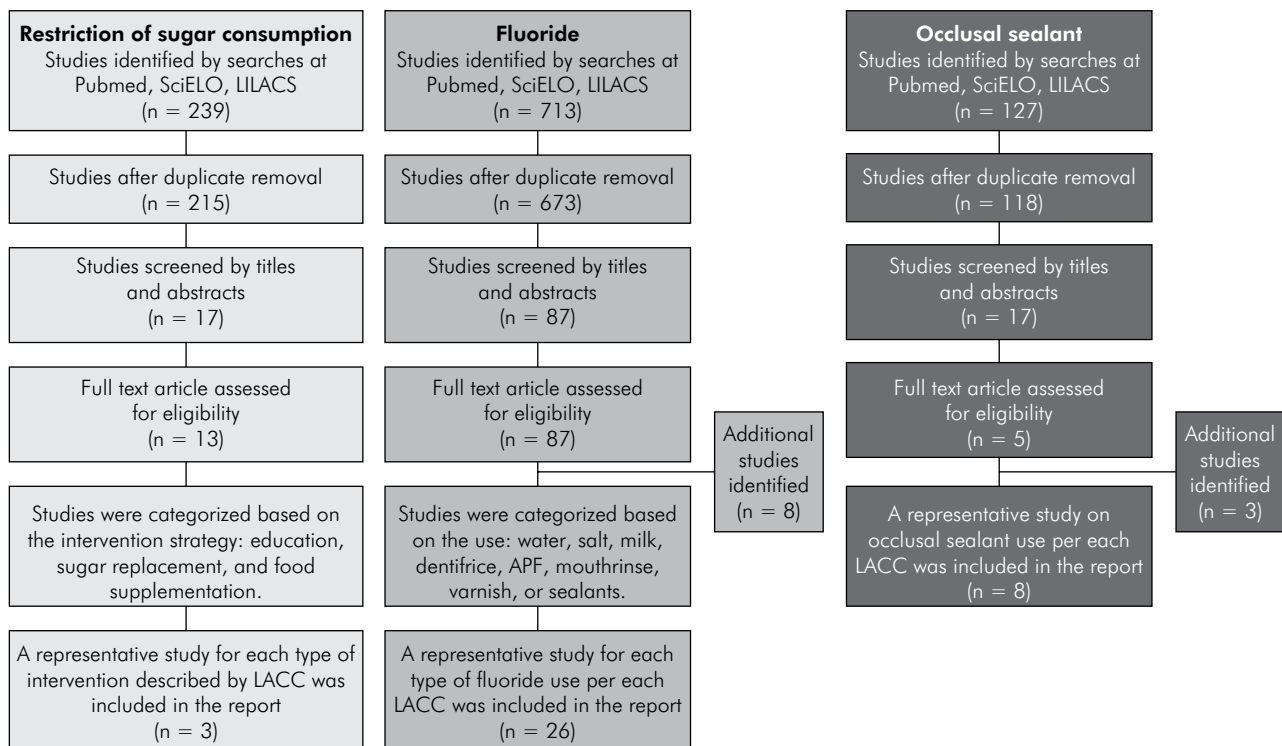 Restriction of sugar consumption
Studies identified by searches at
Pubmed, SciELO, LILACS
(n = 239)
Studies after duplicate removal
(n = 215)
Studies screened by titles
and abstracts
(n = 17)
Full text article assessed
for eligibility
(n = 13)
Studies were categorized based on
the intervention strategy: education,
sugar replacement, and food
supplementation.
A representative study for each type of
intervention described by LACC was
included in the report
(n = 3)
Fluoride
Studies identified by searches at
Pubmed, SciELO, LILACS
(n = 713)
Studies after duplicate removal
(n = 673)
Studies screened by titles
and abstracts
(n = 87)
Full text article assessed
for eligibility
(n = 87)
Additional
studies
identified
(n = 8)
Studies were categorized based
on the use: water, salt, milk,
dentifrice, APF, mouthrinse,
varnish, or sealants.
A representative study for each
type of fluoride use per each
LACC was included in the report
(n = 26)
Occlusal sealant
Studies identified by searches at
Pubmed, SciELO, LILACS
(n = 127)
Studies after duplicate removal
(n = 118)
Studies screened by titles
and abstracts
(n = 17)
Full text article assessed
for eligibility
(n = 5)
Additional
studies
identified
(n = 3)
A representative study on
occlusal sealant use per each
LACC was included in the report
(n = 8)